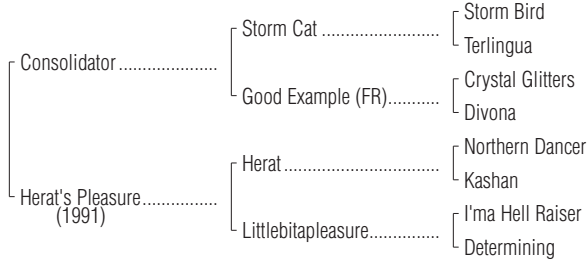 Storm Bird
Storm Cat ........................
Terlingua
Consolidator ....................
Crystal Glitters
Good Example (FR)...........
Divona
Northern Dancer
Herat ................................
Kashan
Herat's Pleasure...............
(1991)
I'ma Hell Raiser
Littlebitapleasure..............
Determining